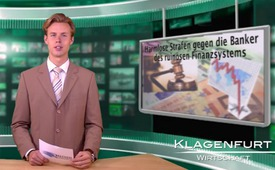 Harmlose Strafen gegen die Banker
des ruinösen Finanzsystems
KLAGENFURT
WIRTSCHAFT